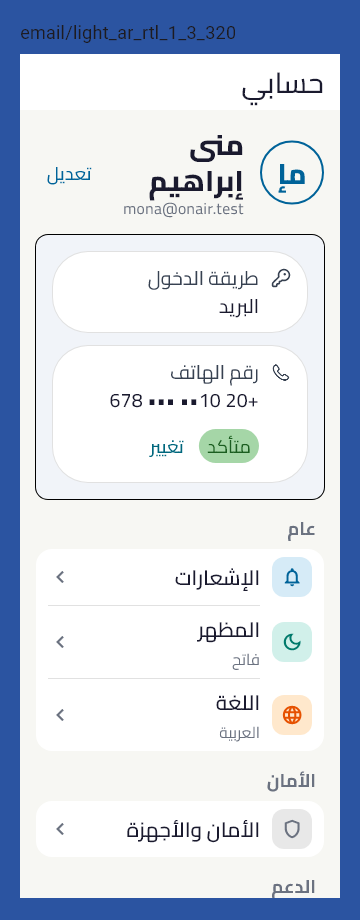 email/light_ar_rtl_1_3_320
حسابي
مإ
منى
إبراهيم
mona@onair.test
تعديل
طريقة الدخول
البريد
رقم الهاتف
+20 10•• ••• 678
متأكد
تغيير
عام
الإشعارات
المظهر
فاتح
اللغة
العربية
الأمان
الأمان والأجهزة
الدعم